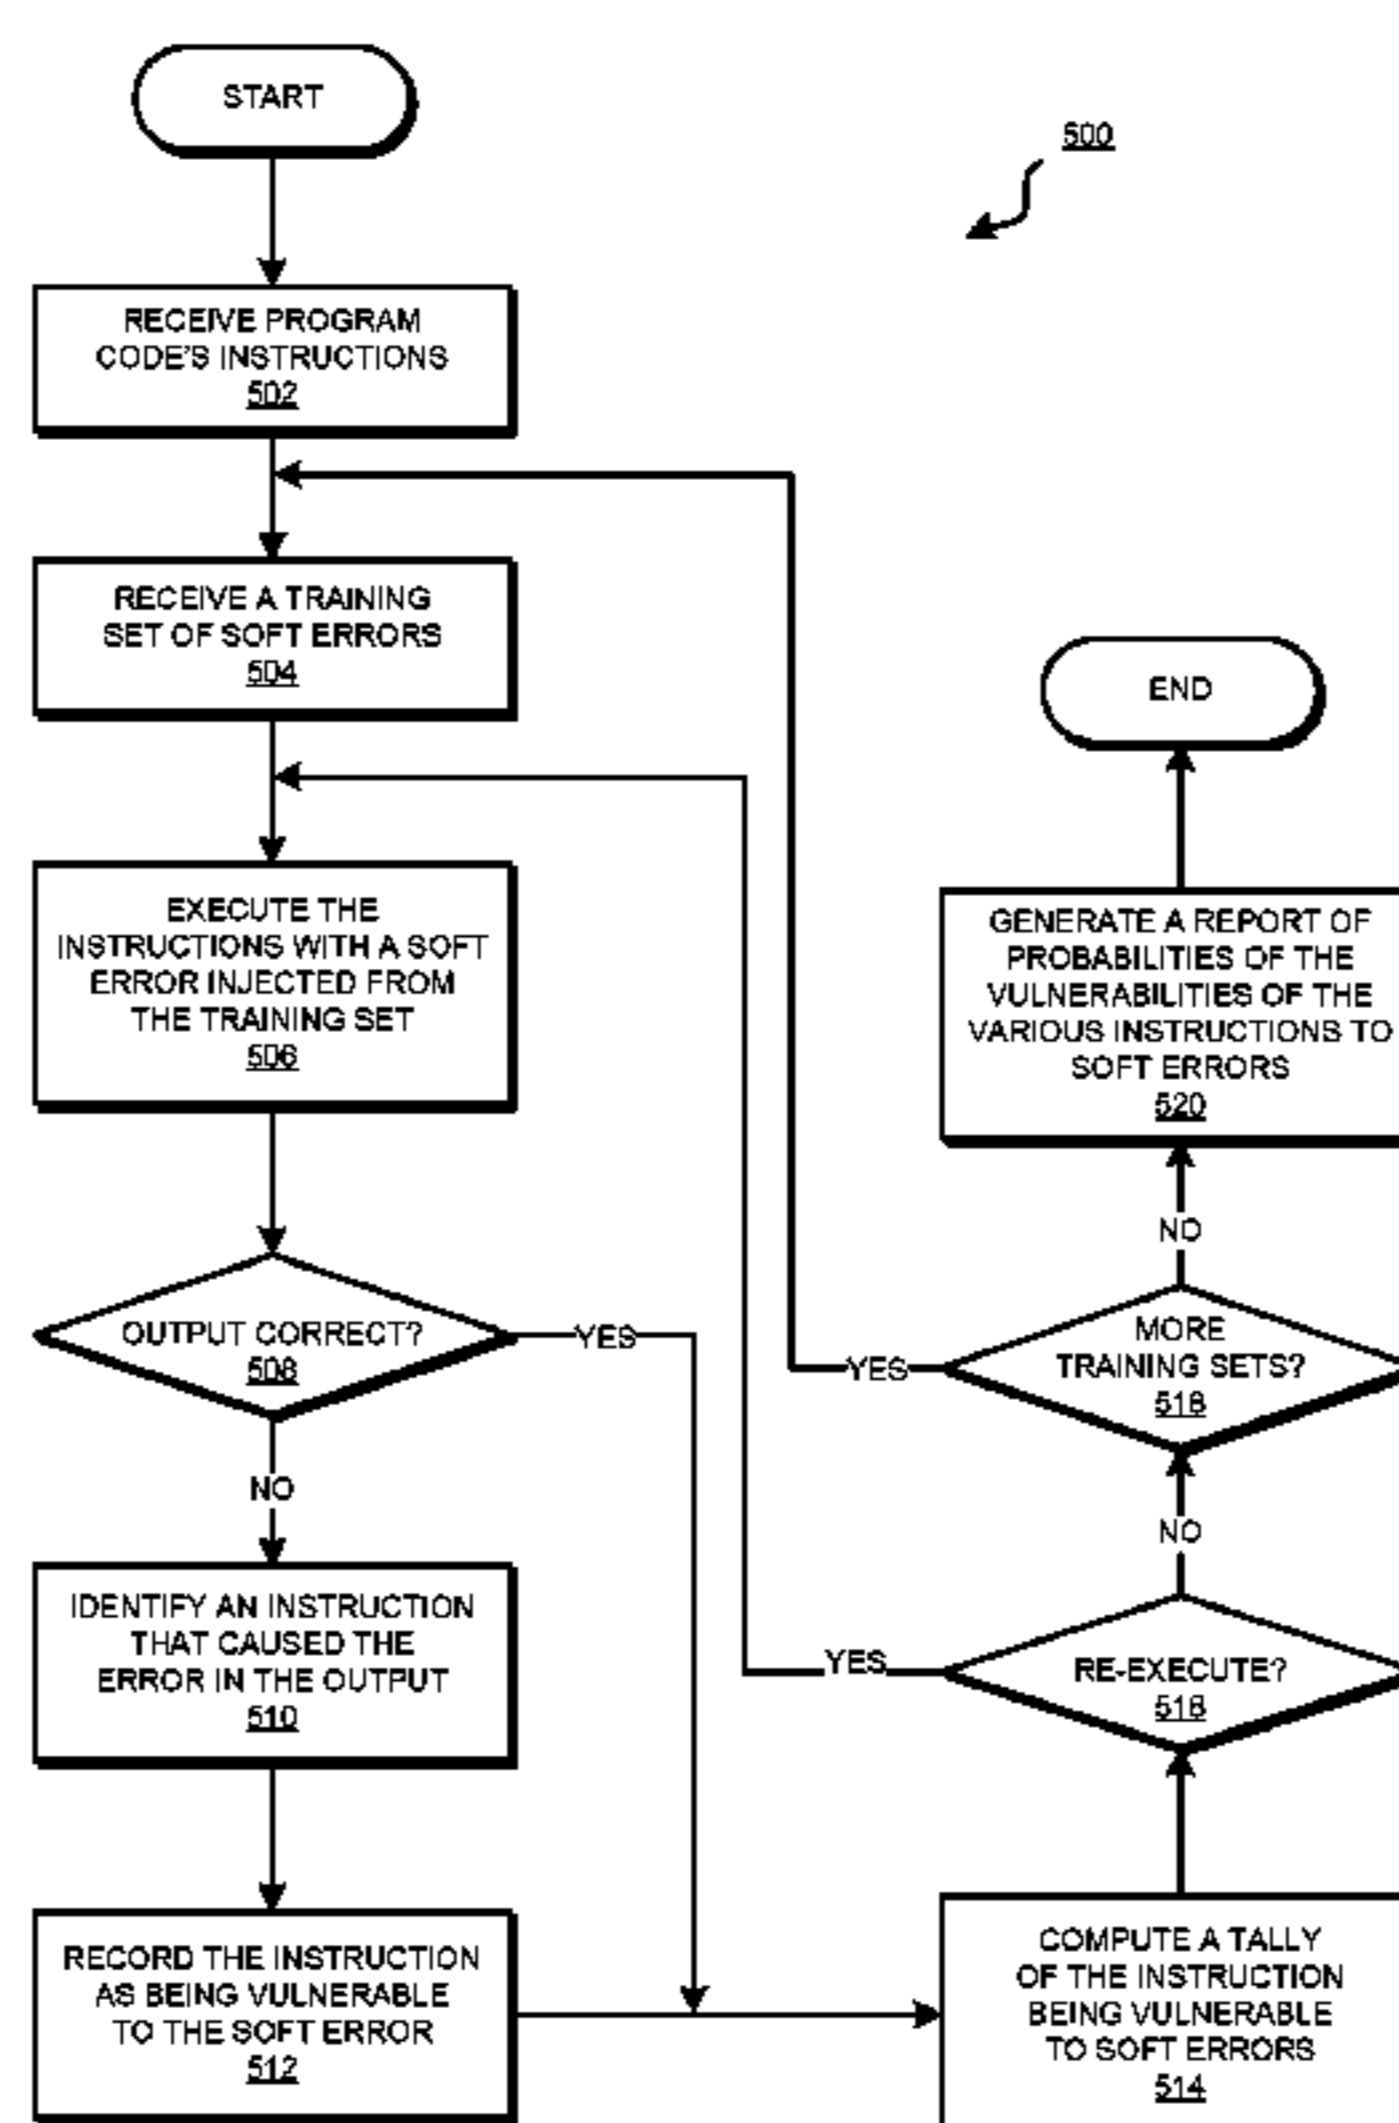 START
500
RECEIVE PROGRAM
CODE'S INSTRUCTIONS
502
RECEIVE A TRAINING
SET OF SOFT ERRORS
504
EXECUTE THE
INSTRUCTIONS WITH A SOFT
ERROR INJECTED FROM
THE TRAINING SET
506
OUTPUT CORRECT?
508
YES
NO
IDENTIFY AN INSTRUCTION
THAT CAUSED THE
ERROR IN THE OUTPUT
510
RECORD THE INSTRUCTION
AS BEING VULNERABLE
TO THE SOFT ERROR
512
COMPUTE A TALLY
OF THE INSTRUCTION
BEING VULNERABLE
TO SOFT ERRORS
514
RE-EXECUTE?
516
YES
NO
MORE
TRAINING SETS?
518
YES
NO
GENERATE A REPORT OF
PROBABILITIES OF THE
VULNERABILITIES OF THE
VARIOUS INSTRUCTIONS TO
SOFT ERRORS
520
END